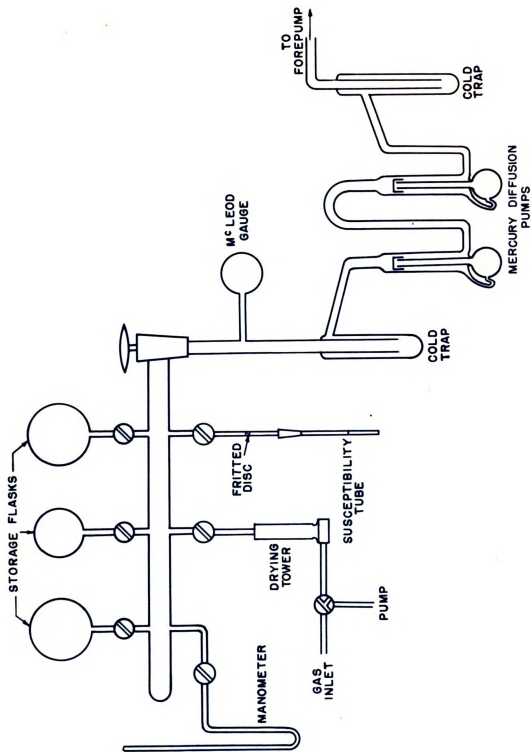 STORAGE FLASKS
Mc LEOD
GAUGE
TO
FOREPUMP
COLD
TRAP
MERCURY DIFFUSION
PUMPS
COLD
TRAP
FRITTED
DISC
SUSCEPTIBILITY
TUBE
DRYING
TOWER
PUMP
GAS
INLET
MANOMETER